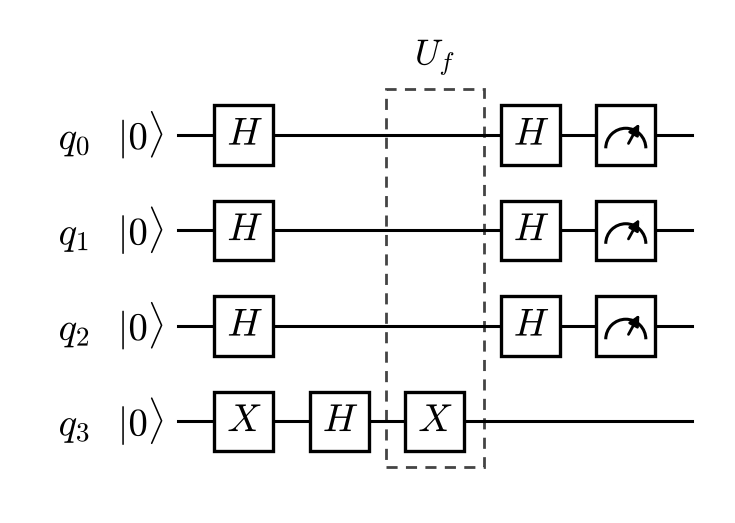 U_f
q_0 |0⟩ H H
q_1 |0⟩ H H
q_2 |0⟩ H H
q_3 |0⟩ X H X